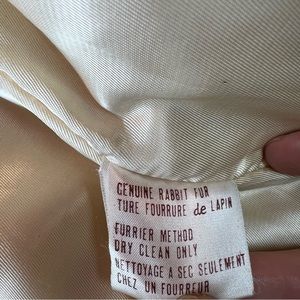 GENUINE RABBIT FUR
TURE FOURRURE de LAPIN
FURRIER METHOD
DRY CLEAN ONLY
NETTOYAGE A SEC SEULEMENT
CHEZ UN FOURREUR